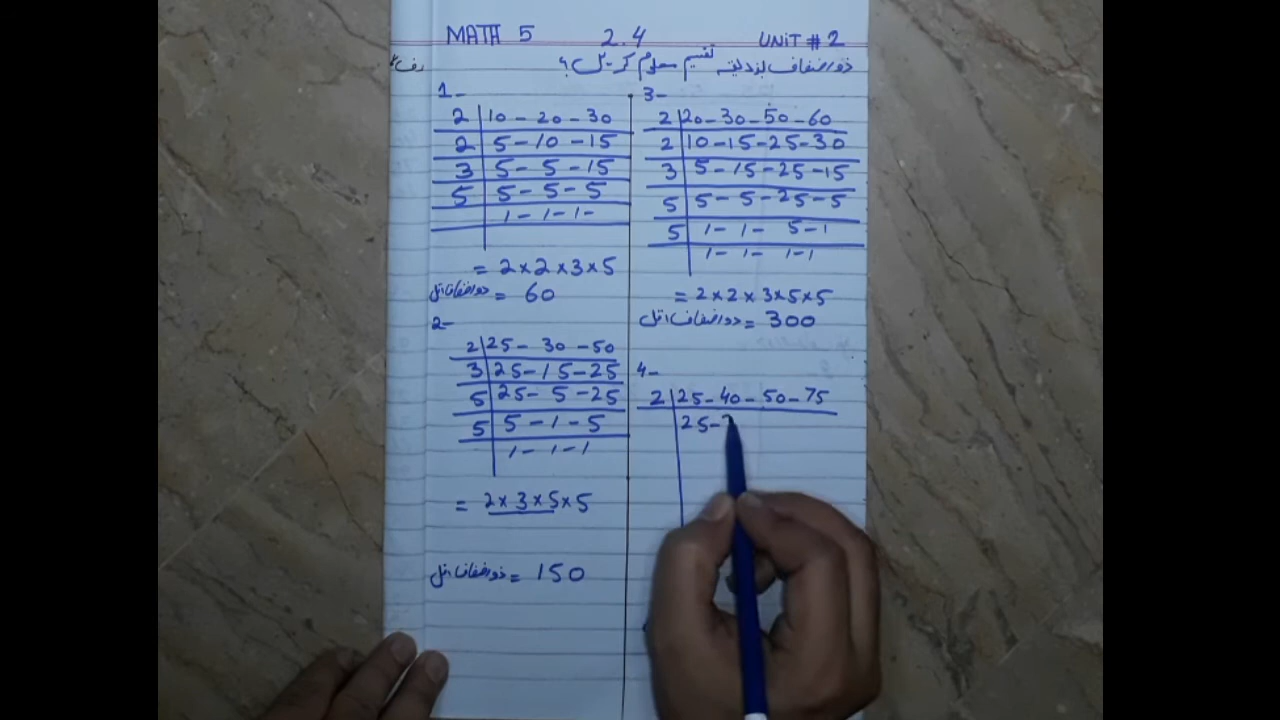 MATH 5 2.4 UNIT # 2
ذو اضعاف بذریعہ تقسیم معلوم کریں؟
1-
2 | 10 - 20 - 30
2 | 5 - 10 - 15
3 | 5 - 5 - 15
5 | 5 - 5 - 5
1 - 1 - 1 -
= 2 × 2 × 3 × 5
ذو اضعاف اقل = 60
2-
2 | 25 - 30 - 50
3 | 25 - 15 - 25
5 | 25 - 5 - 25
5 | 5 - 1 - 5
1 - 1 - 1
= 2 × 3 × 5 × 5
ذو اضعاف اقل = 150
3-
2 | 20 - 30 - 50 - 60
2 | 10 - 15 - 25 - 30
3 | 5 - 15 - 25 - 15
5 | 5 - 5 - 25 - 5
5 | 1 - 1 - 5 - 1
1 - 1 - 1 - 1
= 2 × 2 × 3 × 5 × 5
ذو اضعاف اقل = 300
4-
2 | 25 - 40 - 50 - 75
25 -